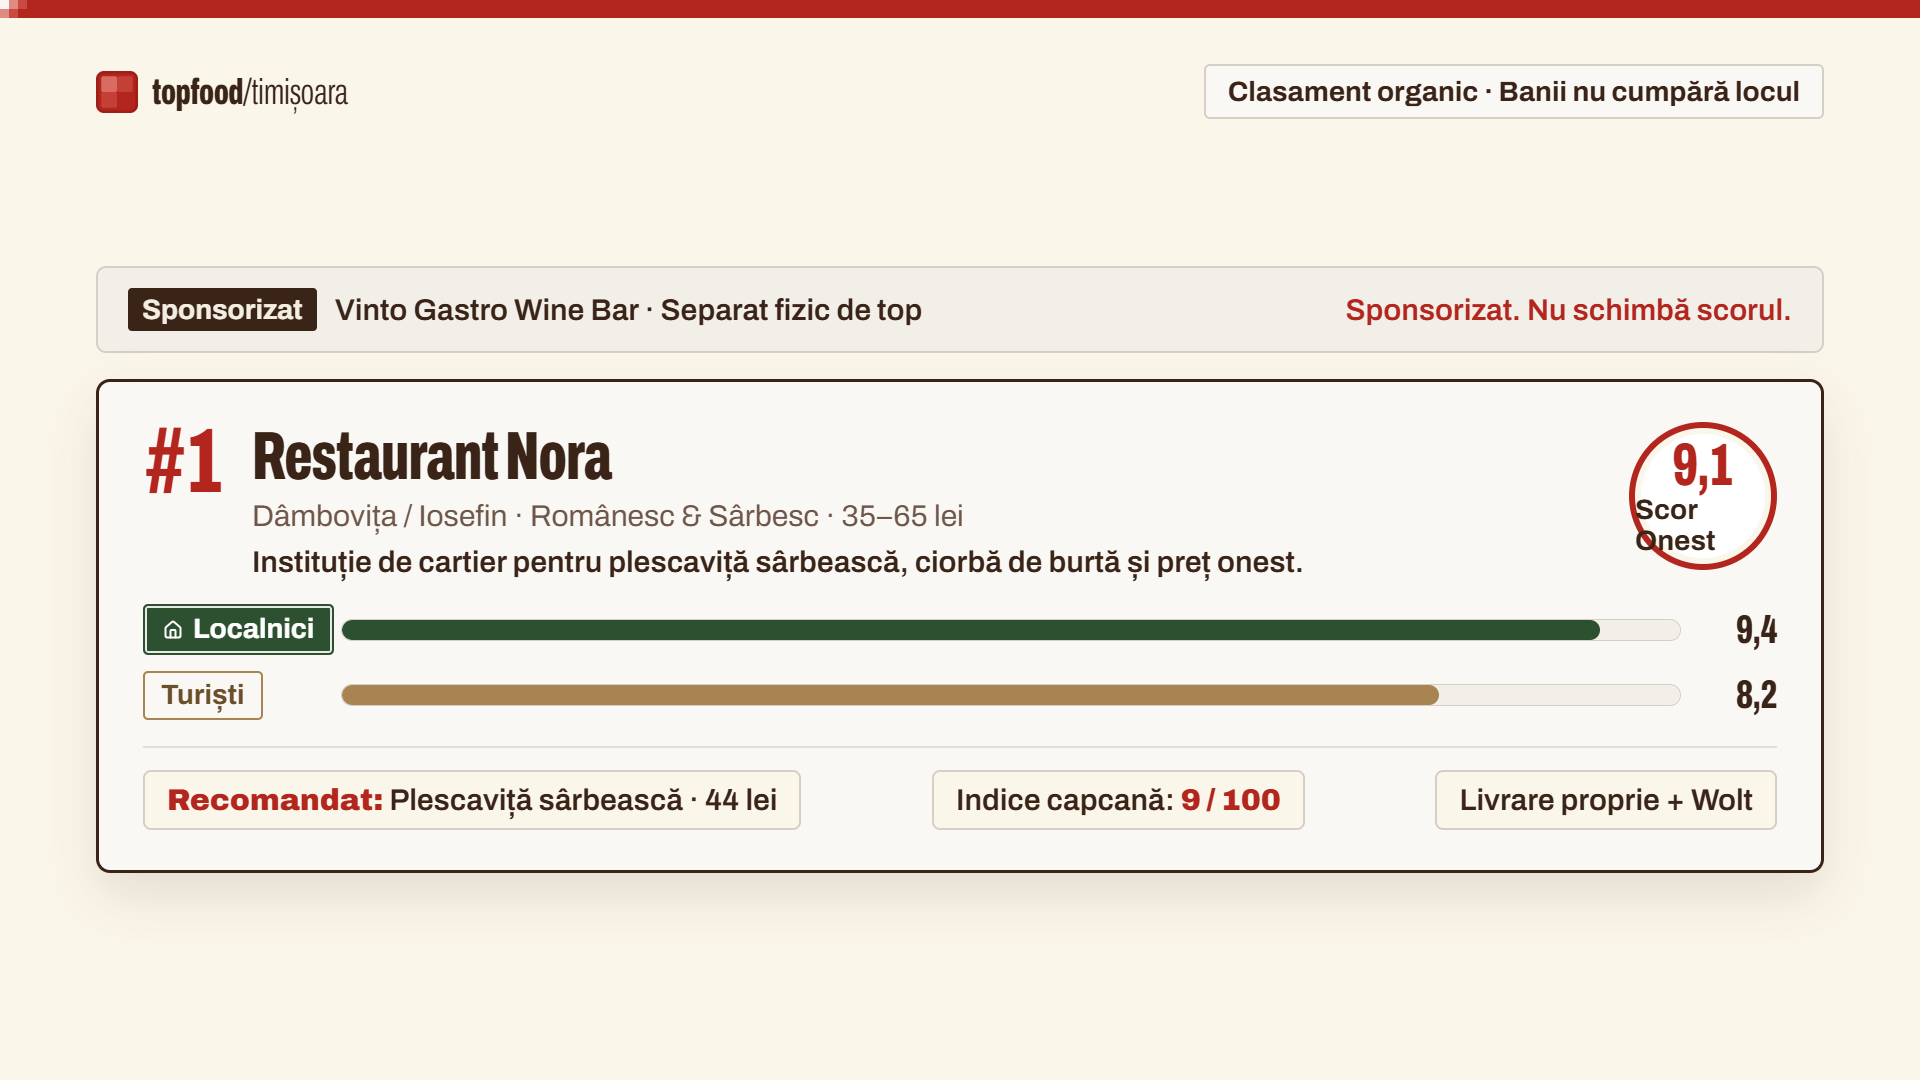 topfood/timișoara
Clasament organic · Banii nu cumpără locul
Sponsorizat Vinto Gastro Wine Bar · Separat fizic de top
Sponsorizat. Nu schimbă scorul.
#1 Restaurant Nora
Dâmbovița / Iosefin · Românesc & Sârbesc · 35–65 lei
Instituție de cartier pentru plescaviță sârbească, ciorbă de burtă și preț onest.
9,1
Scor
Onest
Localnici 9,4
Turiști 8,2
Recomandat: Plescaviță sârbească · 44 lei
Indice capcană: 9 / 100
Livrare proprie + Wolt